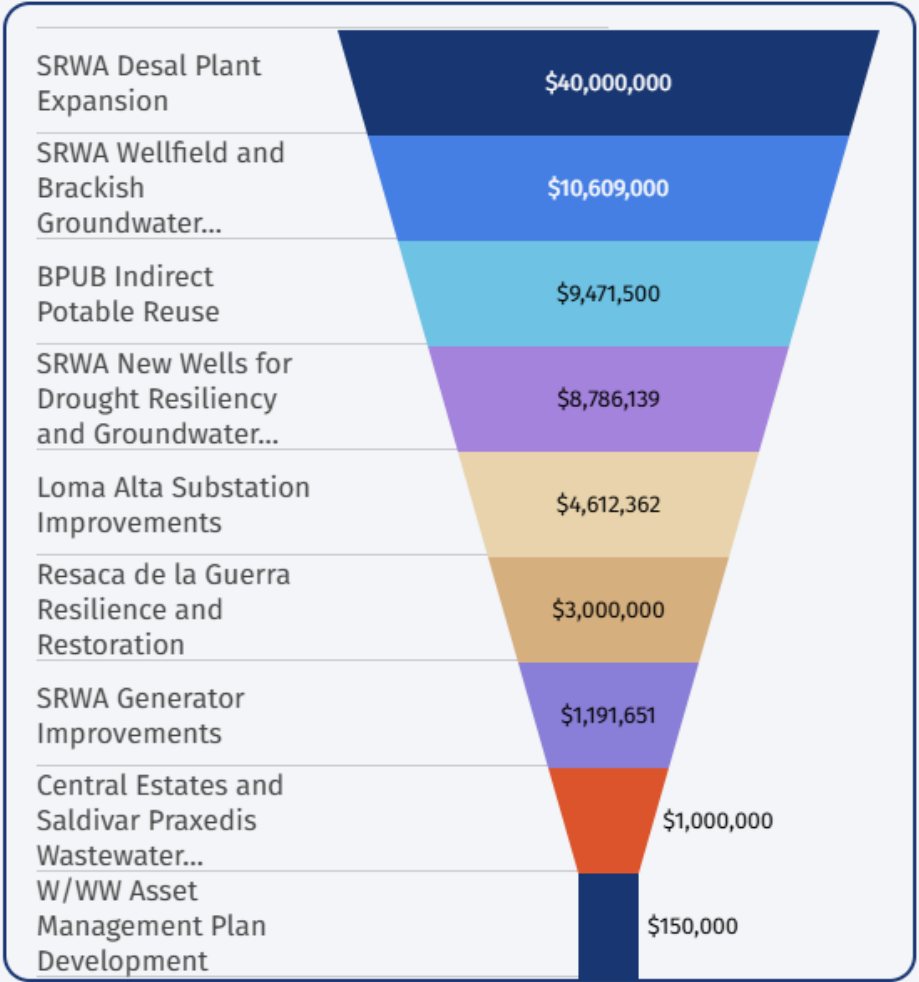 SRWA Desal Plant
Expansion
$40,000,000
SRWA Wellfield and
Brackish
Groundwater...
$10,609,000
BPUB Indirect
Potable Reuse
$9,471,500
SRWA New Wells for
Drought Resiliency
and Groundwater...
$8,786,139
Loma Alta Substation
Improvements
$4,612,362
Resaca de la Guerra
Resilience and
Restoration
$3,000,000
SRWA Generator
Improvements
$1,191,651
Central Estates and
Saldivar Praxedis
Wastewater...
$1,000,000
W/WW Asset
Management Plan
Development
$150,000